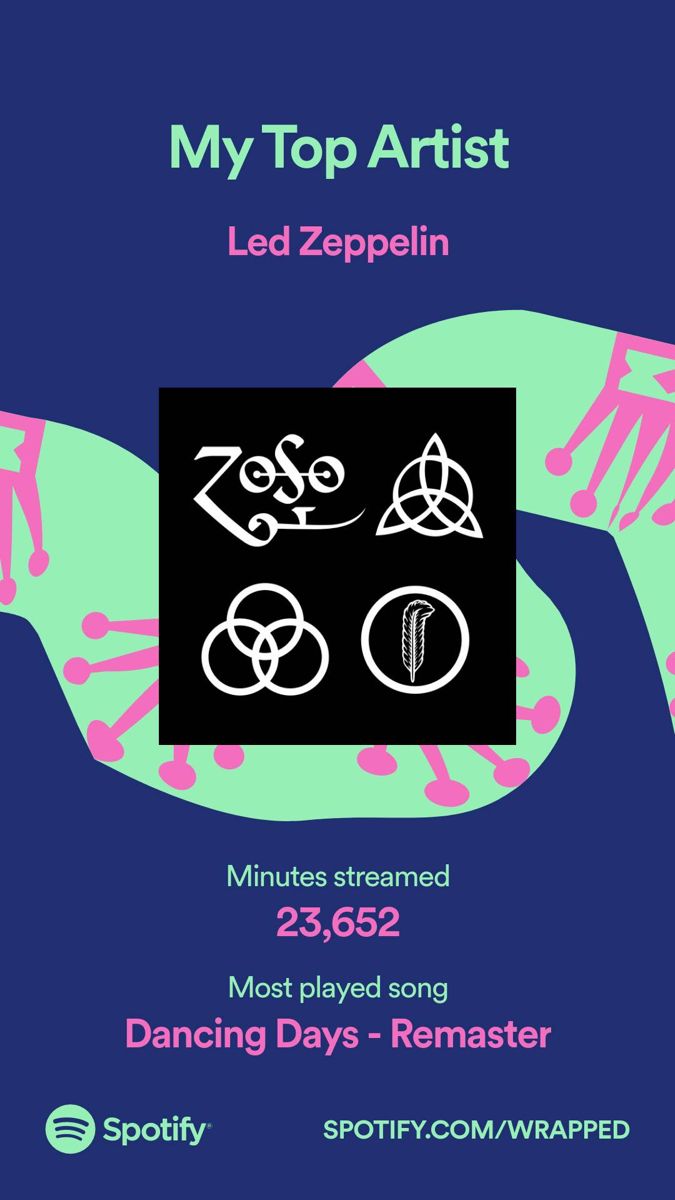 My Top Artist
Led Zeppelin
ZOSO
Minutes streamed
23,652
Most played song
Dancing Days - Remaster
Spotify®
SPOTIFY.COM/WRAPPED